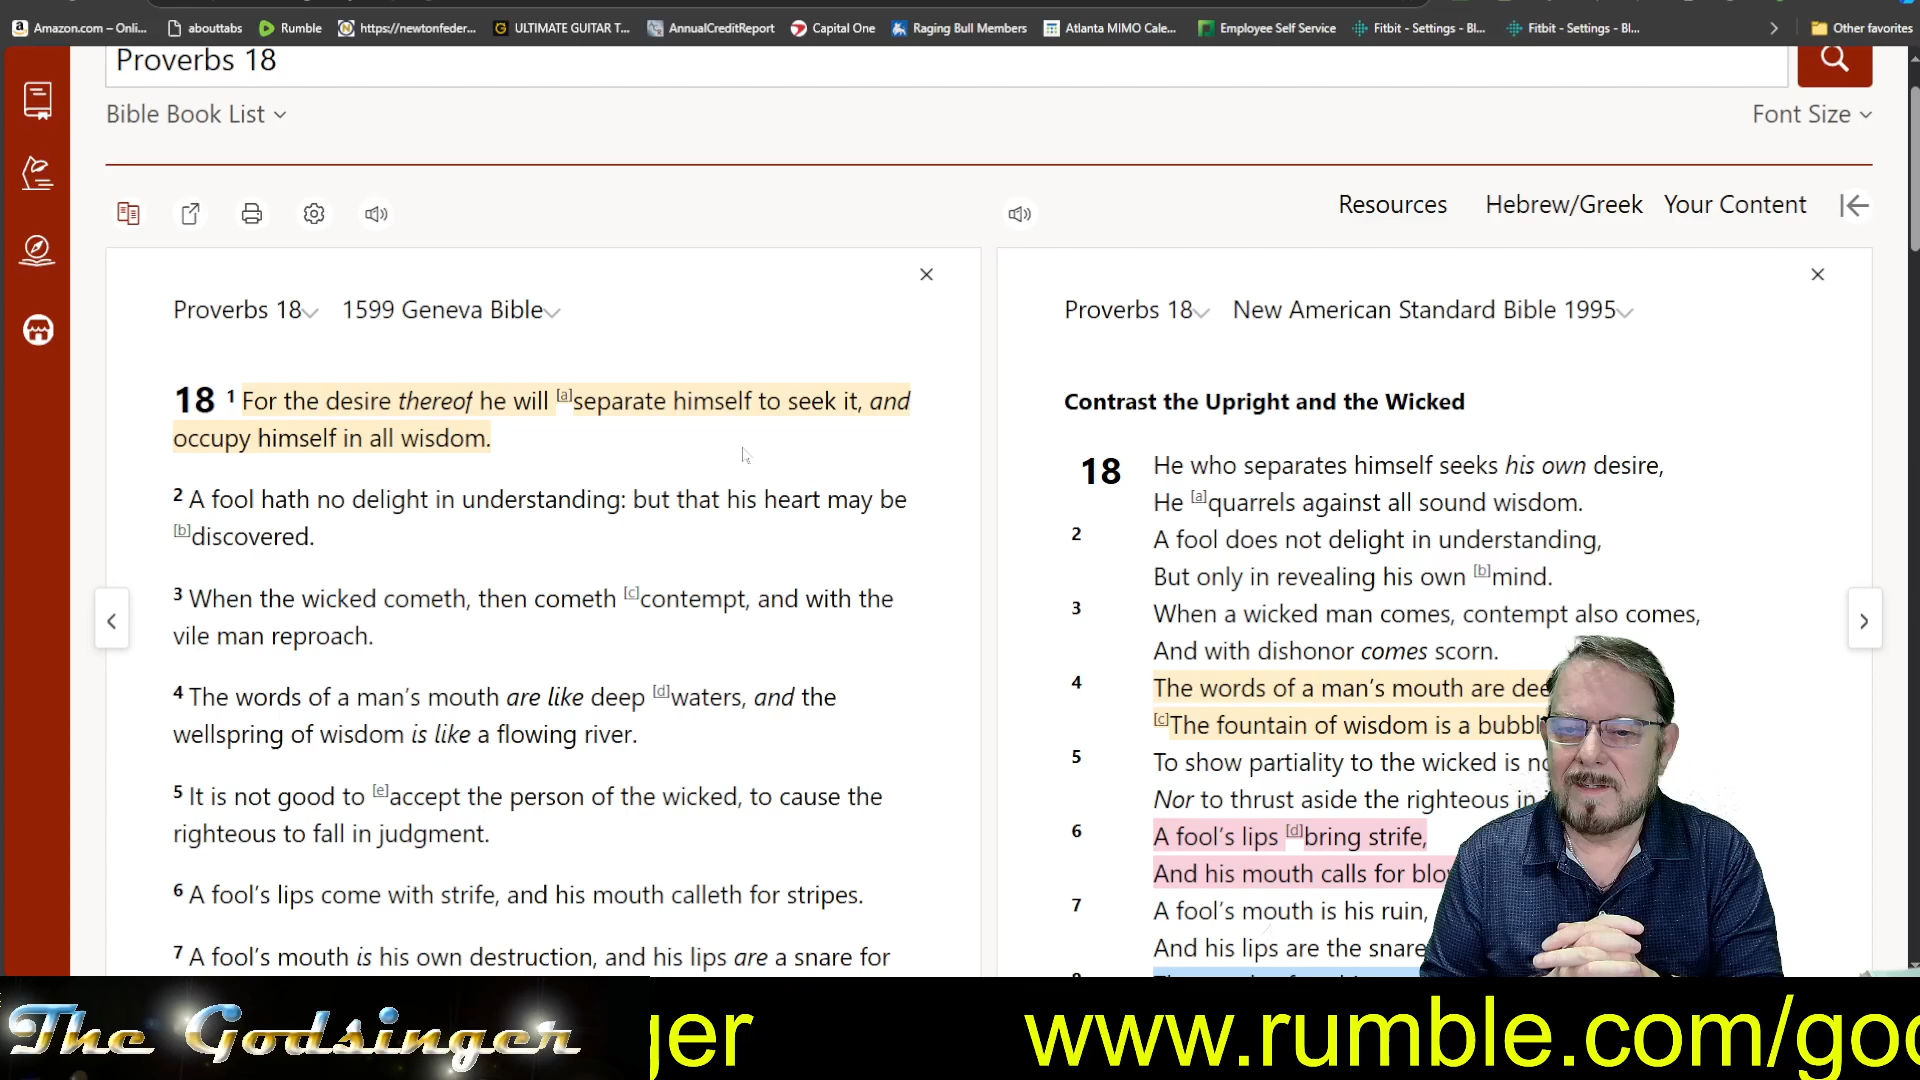 Amazon.com – Onli...
abouttabs
Rumble
https://newtonfeder...
ULTIMATE GUITAR T...
AnnualCreditReport
Capital One
Raging Bull Members
Atlanta MIMO Cale...
Employee Self Service
Fitbit - Settings - Bl...
Fitbit - Settings - Bl...
Other favorites
Proverbs 18
Bible Book List
Font Size
Resources
Hebrew/Greek
Your Content
Proverbs 18 1599 Geneva Bible
18 1 For the desire thereof he will [a]separate himself to seek it, and
occupy himself in all wisdom.
2 A fool hath no delight in understanding: but that his heart may be
[b]discovered.
3 When the wicked cometh, then cometh [c]contempt, and with the
vile man reproach.
4 The words of a man’s mouth are like deep [d]waters, and the
wellspring of wisdom is like a flowing river.
5 It is not good to [e]accept the person of the wicked, to cause the
righteous to fall in judgment.
6 A fool’s lips come with strife, and his mouth calleth for stripes.
7 A fool’s mouth is his own destruction, and his lips are a snare for
Proverbs 18 New American Standard Bible 1995
Contrast the Upright and the Wicked
18 He who separates himself seeks his own desire,
He [a]quarrels against all sound wisdom.
2 A fool does not delight in understanding,
But only in revealing his own [b]mind.
3 When a wicked man comes, contempt also comes,
And with dishonor comes scorn.
4 The words of a man’s mouth are dee
[c]The fountain of wisdom is a bubbl
5 To show partiality to the wicked is no
Nor to thrust aside the righteous in
6 A fool’s lips [d]bring strife,
And his mouth calls for blo
7 A fool’s mouth is his ruin,
And his lips are the snare
The Godsinger
ger www.rumble.com/goo